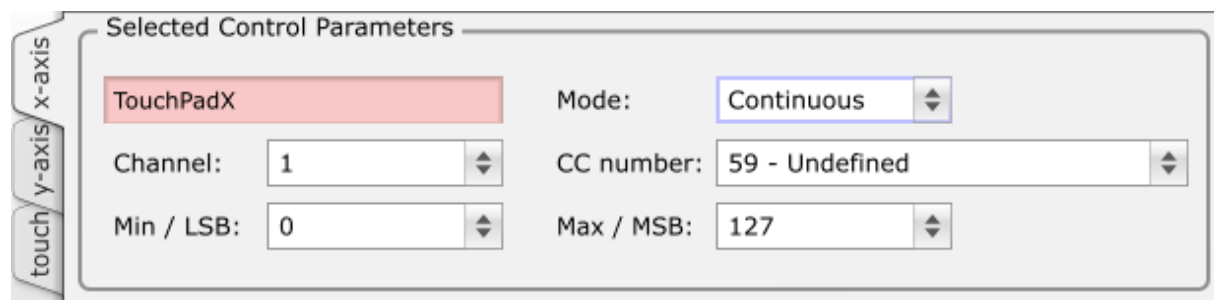 Selected Control Parameters
x-axis
y-axis
touch
TouchPadX
Mode: Continuous
Channel: 1
CC number: 59 - Undefined
Min / LSB: 0
Max / MSB: 127